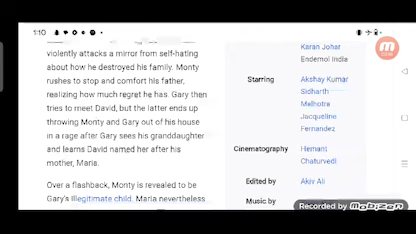 1:10
violently attacks a mirror from self-hating
about how he destroyed his family. Monty
rushes to stop and comfort his father,
realizing how much regret he has. Gary then
tries to meet David, but the latter ends up
throwing Monty and Gary out of his house
in a rage after Gary sees his granddaughter
and learns David named her after his
mother, Maria.
Over a flashback, Monty is revealed to be
Gary's illegitimate child. Maria nevertheless
Karan Johar
Endemol India
Starring
Akshay Kumar
Sidharth
Malhotra
Jacqueline
Fernandez
Cinematography
Hemant
Chaturvedi
Edited by
Akiv Ali
Music by
Recorded by Mobizen